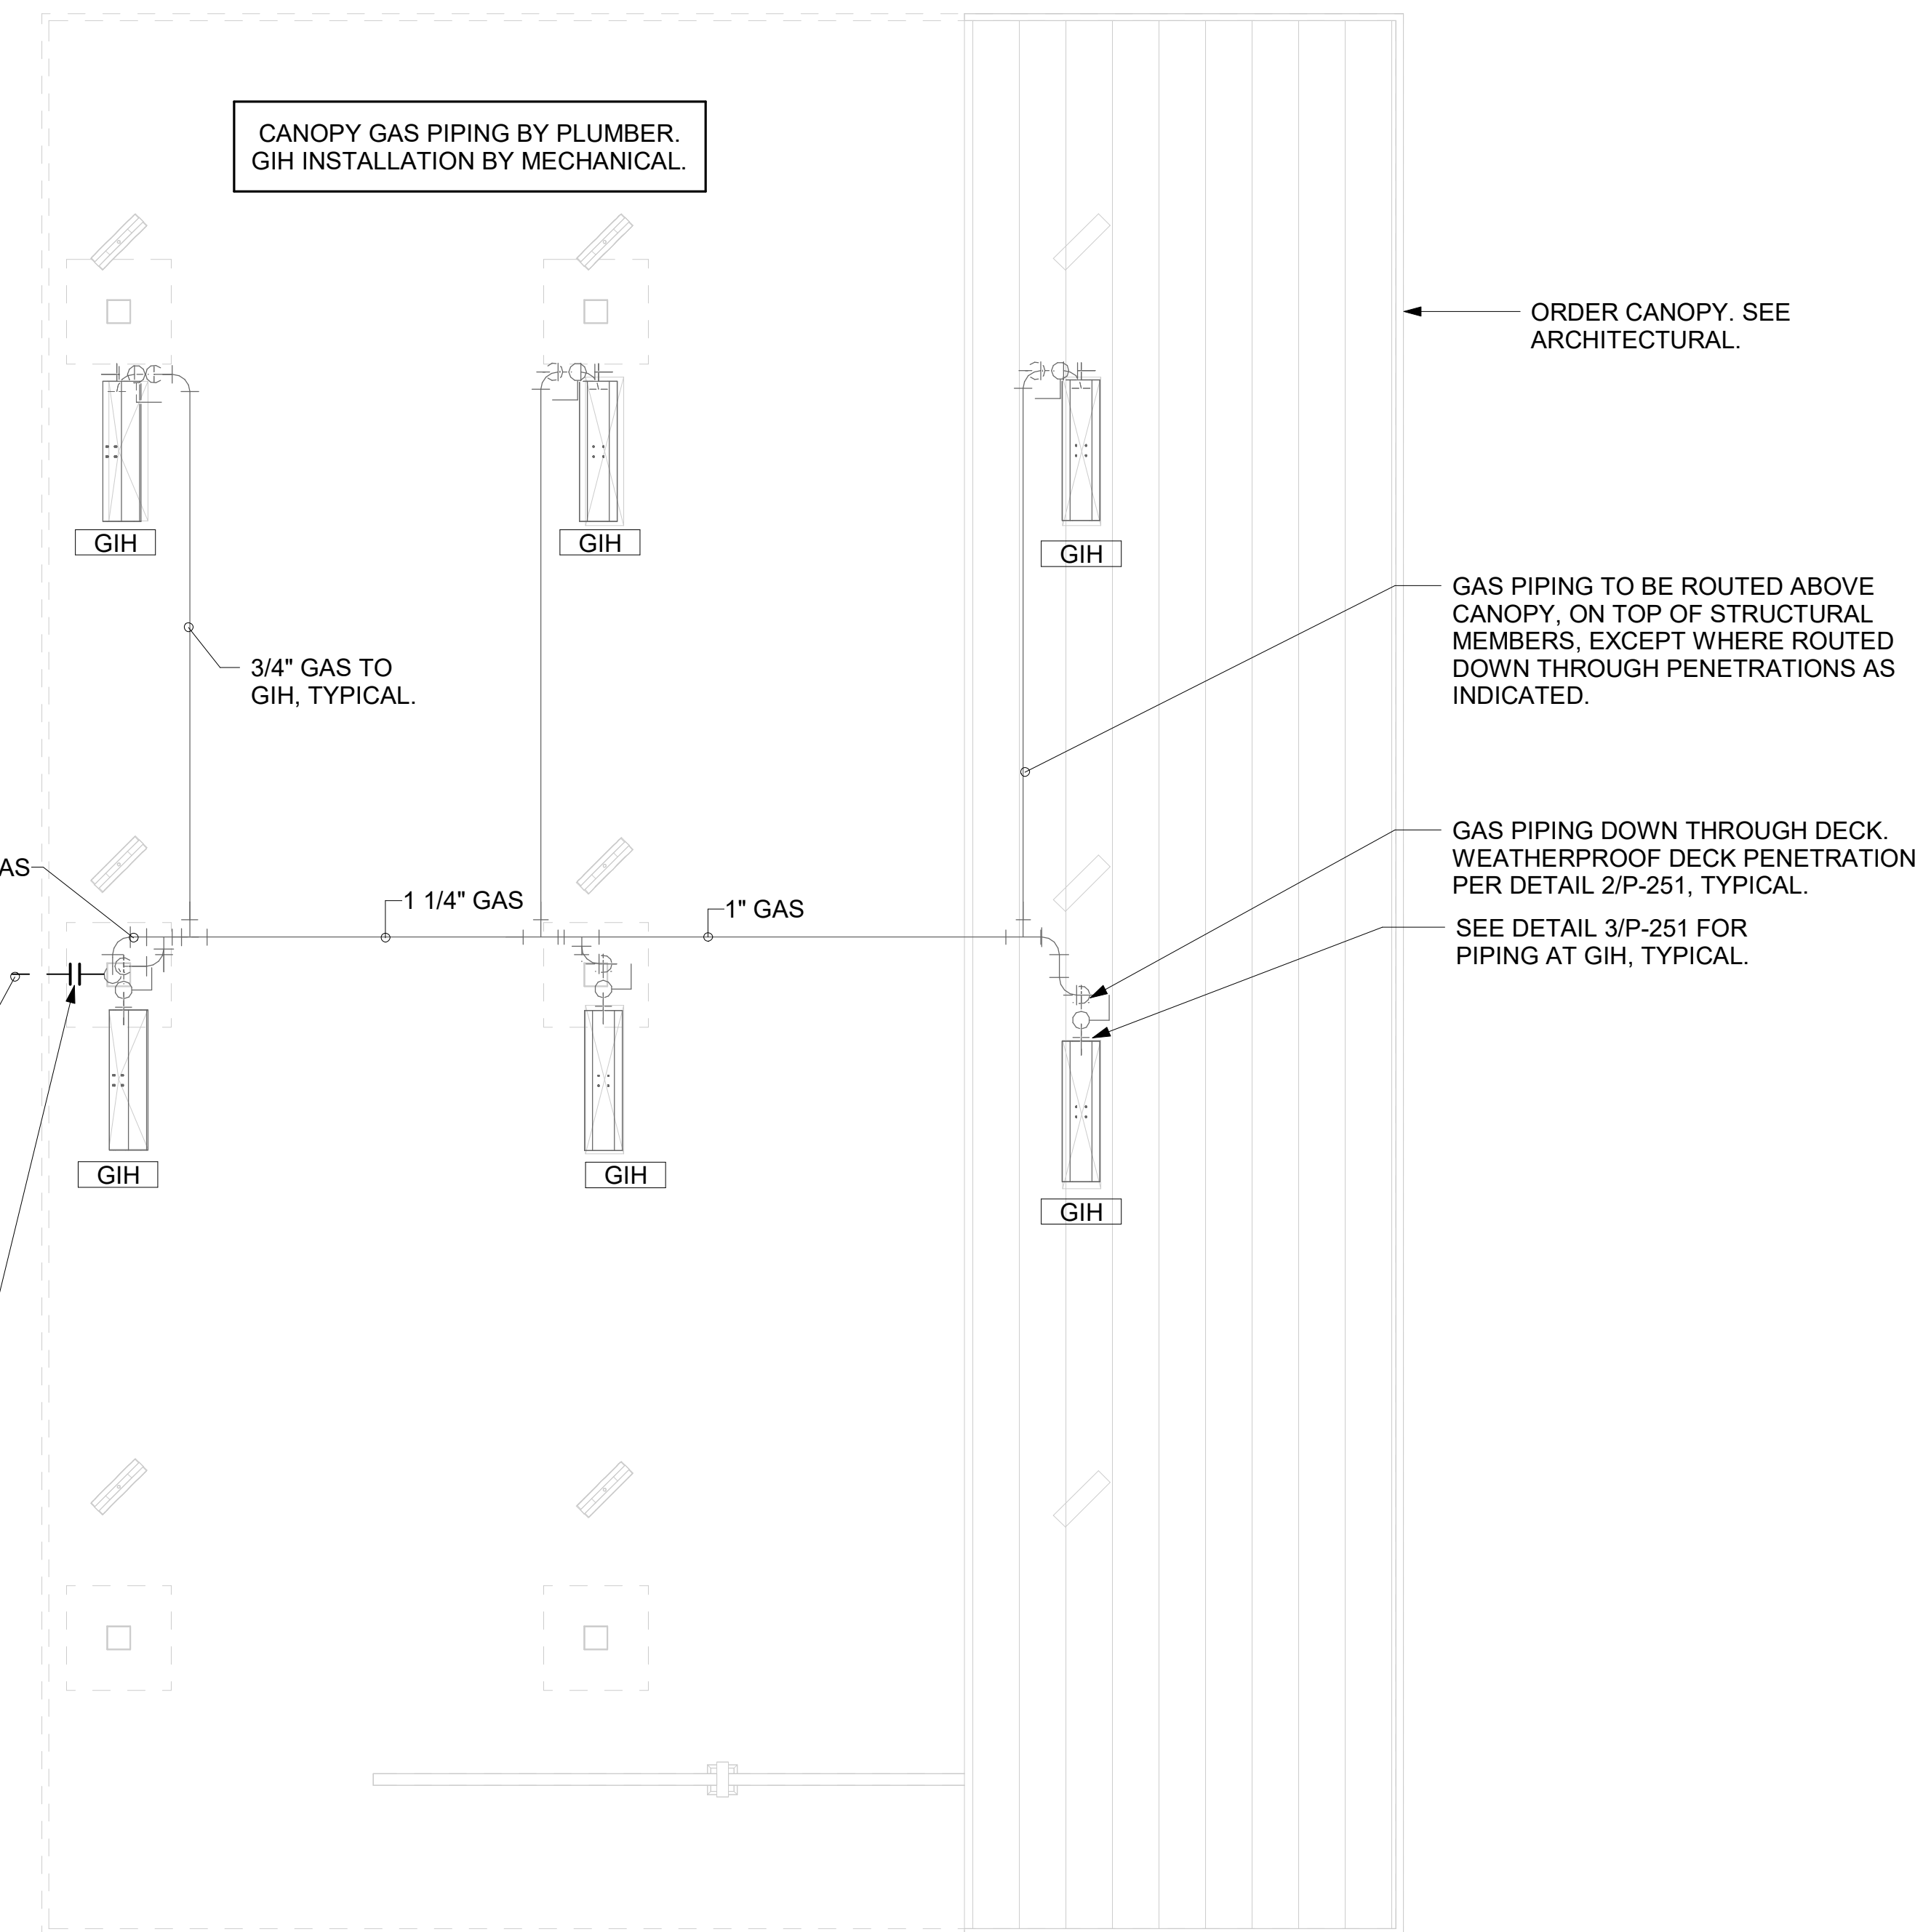 CANOPY GAS PIPING BY PLUMBER.
GIH INSTALLATION BY MECHANICAL.
ORDER CANOPY. SEE
ARCHITECTURAL.
GIH
GIH
GIH
GAS PIPING TO BE ROUTED ABOVE
CANOPY, ON TOP OF STRUCTURAL
MEMBERS, EXCEPT WHERE ROUTED
DOWN THROUGH PENETRATIONS AS
INDICATED.
3/4" GAS TO
GIH, TYPICAL.
GAS PIPING DOWN THROUGH DECK.
WEATHERPROOF DECK PENETRATION
PER DETAIL 2/P-251, TYPICAL.
1 1/4" GAS
1" GAS
SEE DETAIL 3/P-251 FOR
PIPING AT GIH, TYPICAL.
GIH
GIH
GIH